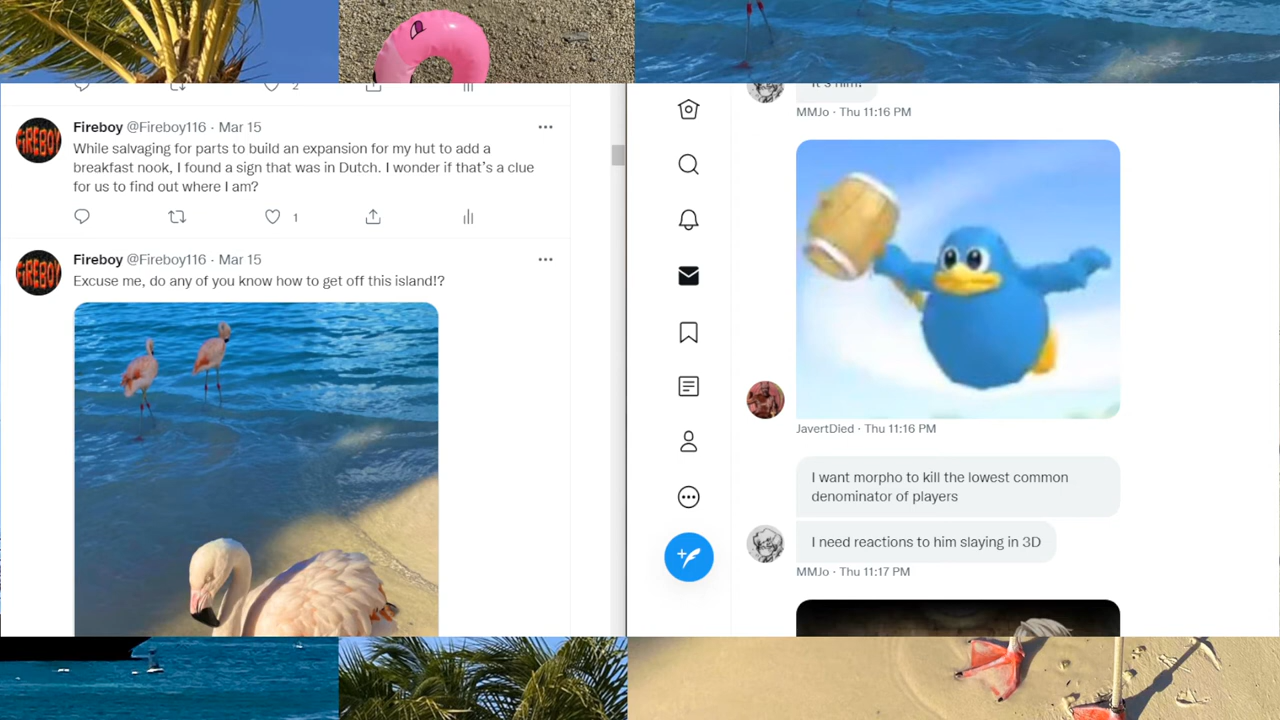 2
Fireboy @Fireboy116 · Mar 15
While salvaging for parts to build an expansion for my hut to add a
breakfast nook, I found a sign that was in Dutch. I wonder if that’s a clue
for us to find out where I am?
1
Fireboy @Fireboy116 · Mar 15
Excuse me, do any of you know how to get off this island!?
FIREBOY
FIREBOY
It's him!
MMJo · Thu 11:16 PM
JavertDied · Thu 11:16 PM
I want morpho to kill the lowest common
denominator of players
I need reactions to him slaying in 3D
MMJo · Thu 11:17 PM